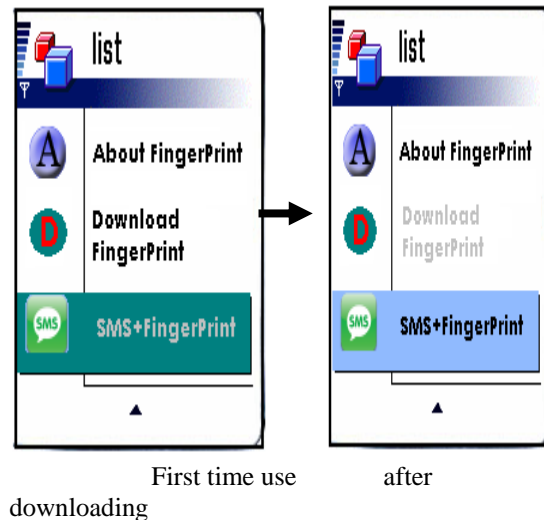 list
A About FingerPrint
D Download
FingerPrint
SMS SMS+FingerPrint
list
A About FingerPrint
D Download
FingerPrint
SMS SMS+FingerPrint
First time use after
downloading